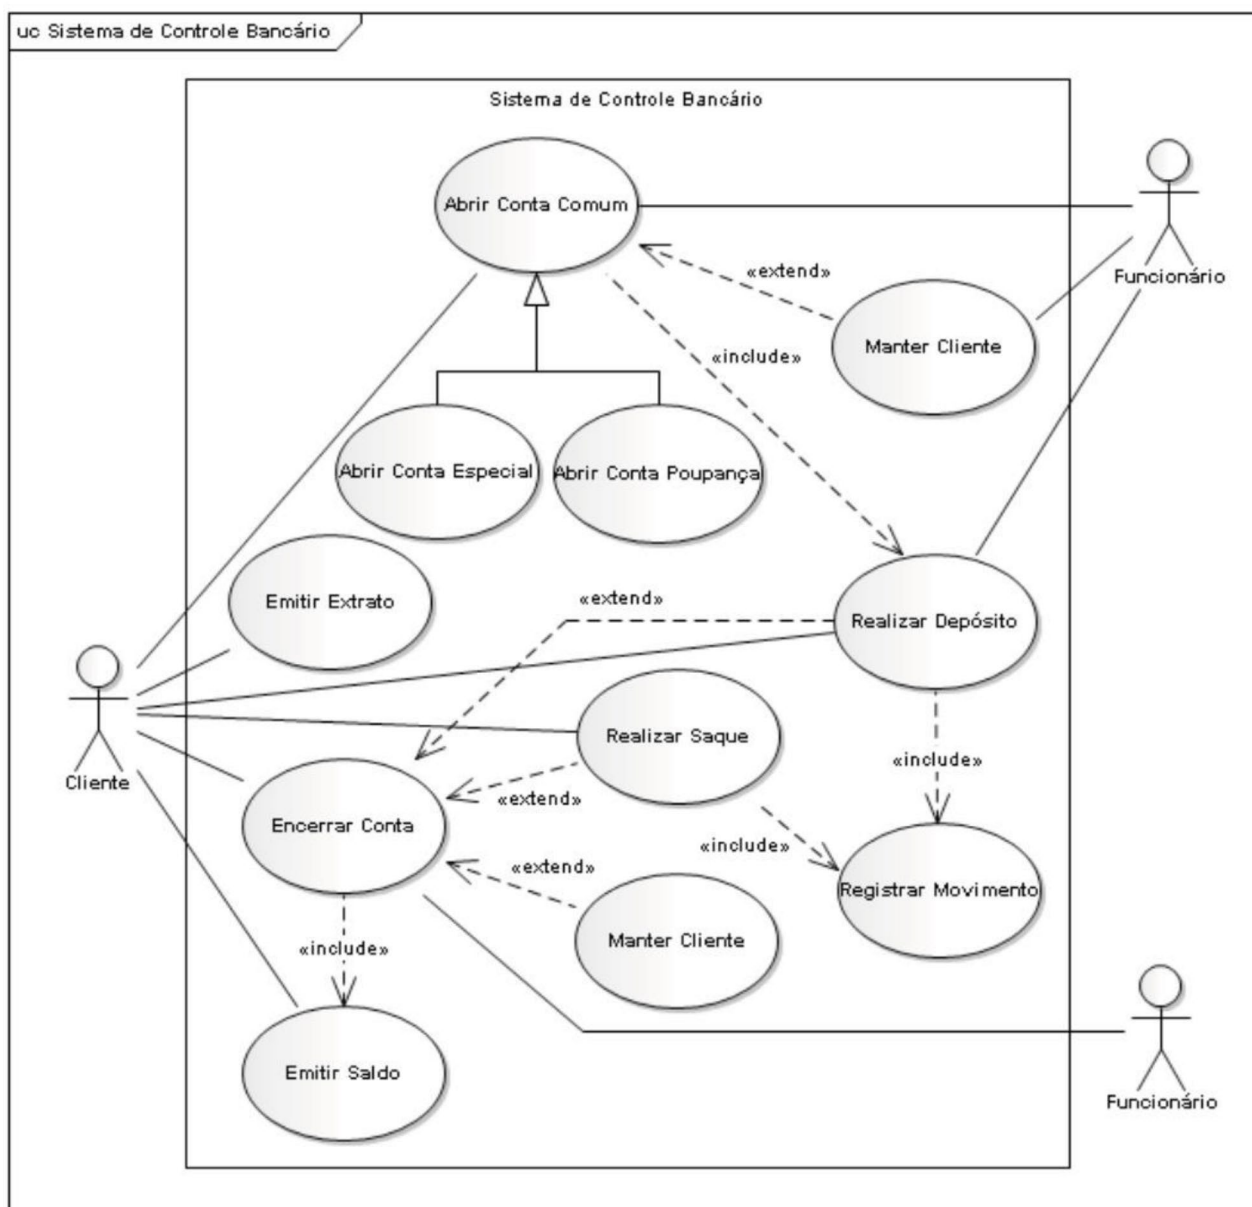 uc Sistema de Controle Bancário
Sistema de Controle Bancário
Abrir Conta Comum
«extend»
Funcionário
Manter Cliente
«include»
Abrir Conta Especial
Abrir Conta Poupança
Emitir Extrato
«extend»
Realizar Depósito
Realizar Saque
«include»
Cliente
«extend»
Encerrar Conta
«include»
«extend»
Registrar Movimento
Manter Cliente
«include»
Emitir Saldo
Funcionário